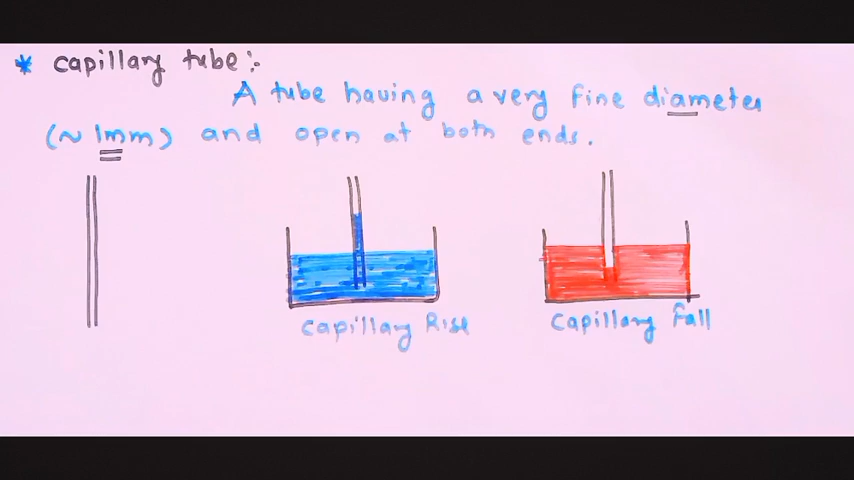 * capillary tube:-
A tube having a very fine diameter
(~ 1mm) and open at both ends.
Capillary Rise
Capillary Fall